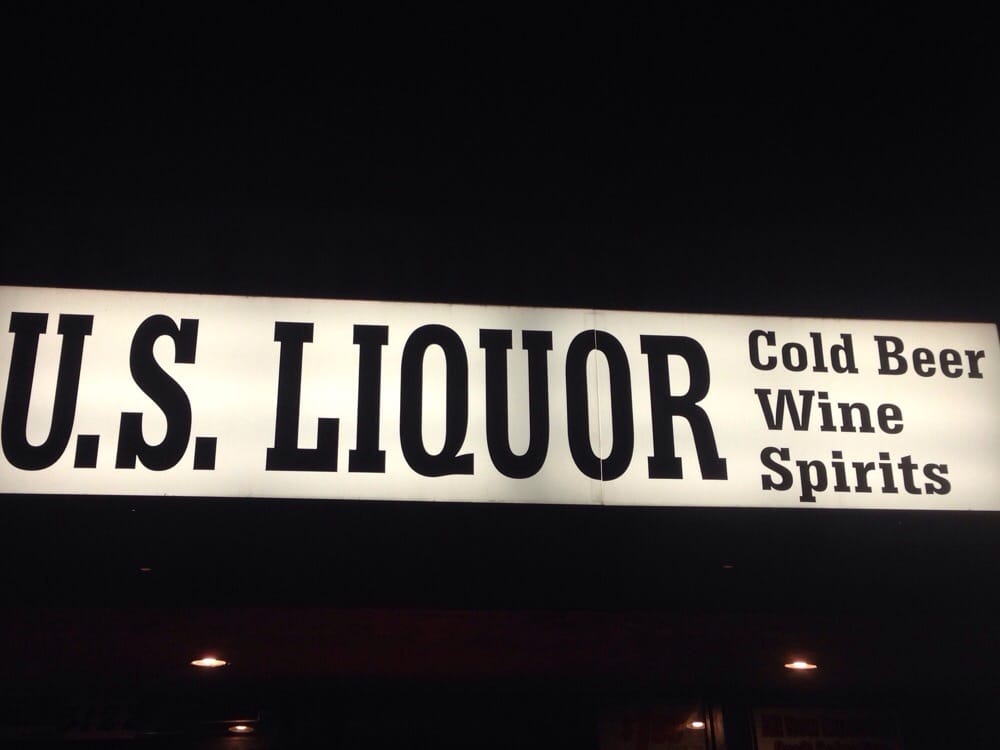 U.S. LIQUOR
Cold Beer
Wine
Spirits